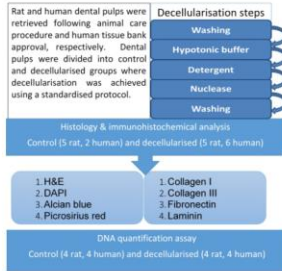 Rat and human dental pulps were
retrieved following animal care
procedure and human tissue bank
approval, respectively. Dental
pulps were divided into control
and decellularised groups where
decellularisation was achieved
using a standardised protocol.
Decellularisation steps
Washing
Hypotonic buffer
Detergent
Nuclease
Washing
Histology & immunohistochemical analysis
Control (5 rat, 2 human) and decellularised (5 rat, 6 human)
1. H&E
2. DAPI
3. Alcian blue
4. Picrosirius red
1. Collagen I
2. Collagen III
3. Fibronectin
4. Laminin
DNA quantification assay
Control (4 rat, 4 human) and decellularised (4 rat, 4 human)